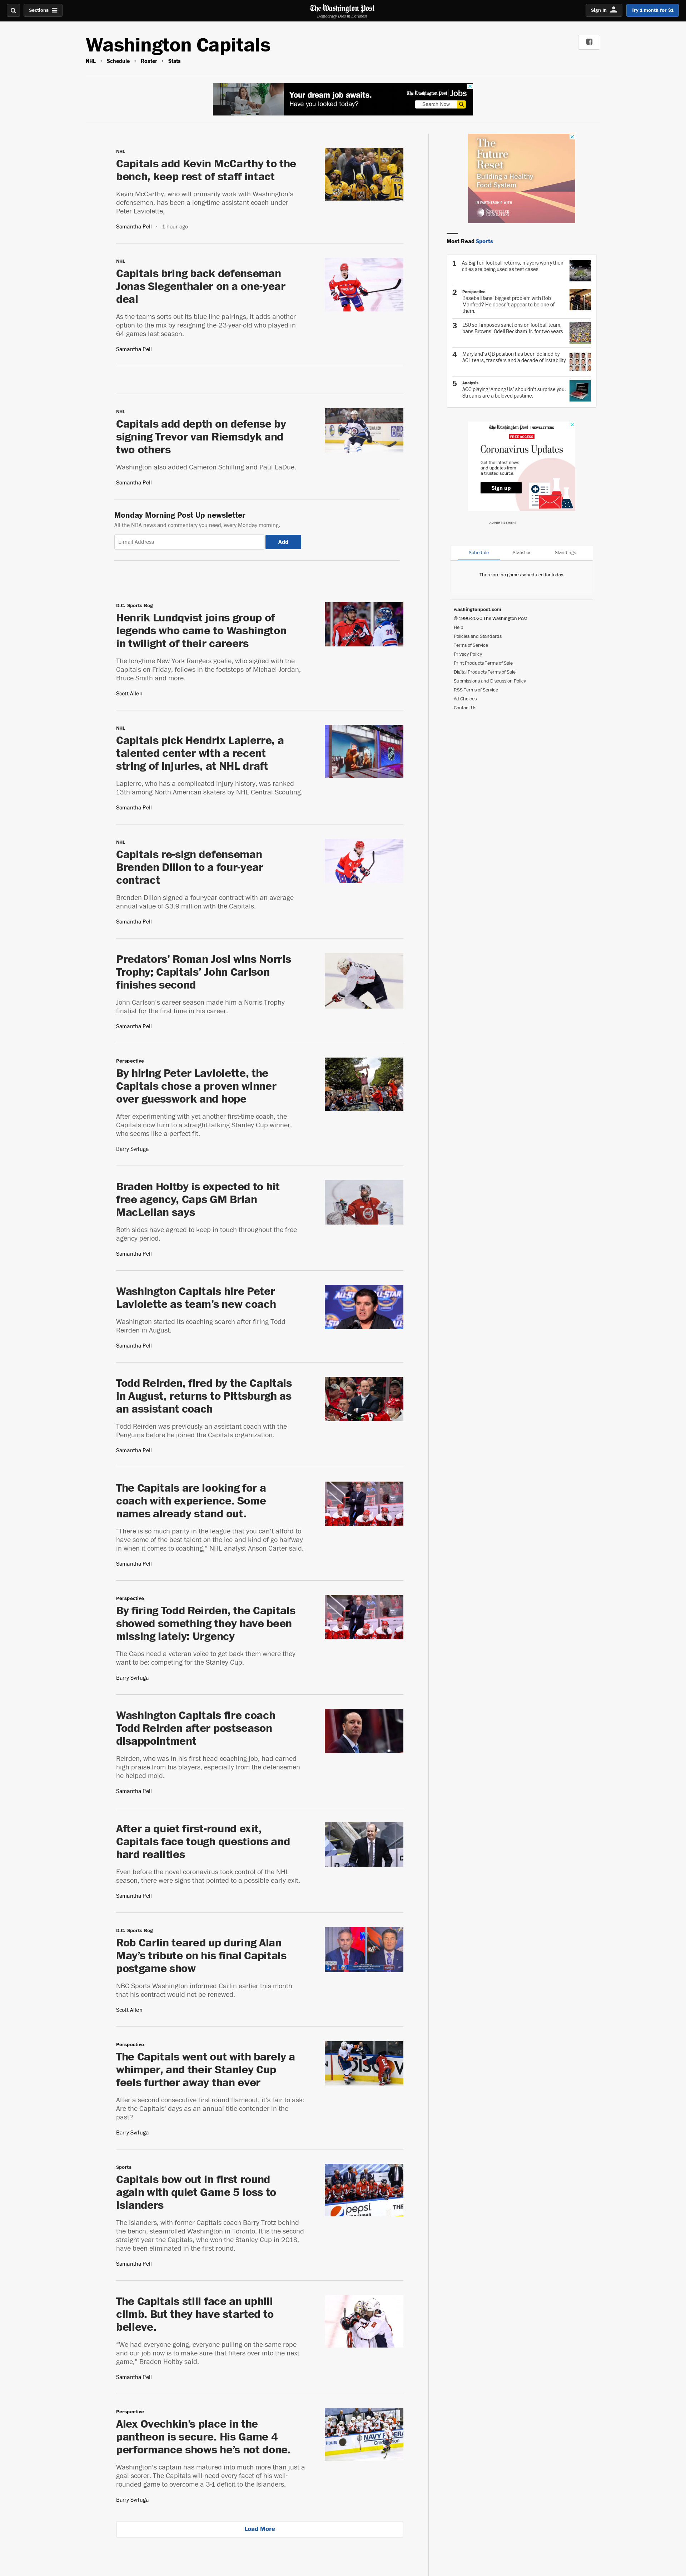 Sections
The Washington Post
Democracy Dies in Darkness
Sign in
Try 1 month for $1
Washington Capitals
NHL • Schedule • Roster • Stats
Your dream job awaits.
Have you looked?
The Washington Post Jobs
Search Now
NHL
Capitals add Kevin McCarthy to the
bench, keep rest of staff intact
Kevin McCarthy, who will primarily work with Washington's
defensemen, has been a long-time assistant coach under
Peter Laviolette,
Samantha Pell • 1 hour ago
NHL
Capitals bring back defenseman
Jonas Siegenthaler on a one-year
deal
As the teams sorts out its blue line pairings, it adds another
option to the mix by resigning the 23-year-old who played in
64 games last season.
Samantha Pell
NHL
Capitals add depth on defense by
signing Trevor van Riemsdyk and
two others
Washington also added Cameron Schilling and Paul LaDue.
Samantha Pell
Monday Morning Post Up newsletter
All the NBA news and commentary you need, every Monday morning.
E-mail Address
Add
D.C. Sports Bog
Henrik Lundqvist joins group of
legends who came to Washington
in twilight of their careers
The longtime New York Rangers goalie, who signed with the
Capitals on Friday, follows in the footsteps of Michael Jordan,
Bruce Smith and more.
Scott Allen
NHL
Capitals pick Hendrix Lapierre, a
talented center with a recent
string of injuries, at NHL draft
Lapierre, who has a complicated injury history, was ranked
13th among North American skaters by NHL Central Scouting.
Samantha Pell
NHL
Capitals re-sign defenseman
Brenden Dillon to a four-year
contract
Brenden Dillon signed a four-year contract with an average
annual value of $3.9 million with the Capitals.
Samantha Pell
Predators' Roman Josi wins Norris
Trophy; Capitals' John Carlson
finishes second
John Carlson's career season made him a Norris Trophy
finalist for the first time in his career.
Samantha Pell
Perspective
By hiring Peter Laviolette, the
Capitals chose a proven winner
over guesswork and hope
After experimenting with yet another first-time coach, the
Capitals now turn to a straight-talking Stanley Cup winner,
who seems like a perfect fit.
Barry Svrluga
Braden Holtby is expected to hit
free agency, Caps GM Brian
MacLellan says
Both sides have agreed to keep in touch throughout the free
agency period.
Samantha Pell
Washington Capitals hire Peter
Laviolette as team's new coach
Washington started its coaching search after firing Todd
Reirden in August.
Samantha Pell
Todd Reirden, fired by the Capitals
in August, returns to Pittsburgh as
an assistant coach
Todd Reirden was previously an assistant coach with the
Penguins before he joined the Capitals organization.
Samantha Pell
The Capitals are looking for a
coach with experience. Some
names already stand out.
"There is so much parity in the league that you can't afford to
have some of the best talent on the ice and kind of go halfway
in when it comes to coaching," NHL analyst Anson Carter said.
Samantha Pell
Perspective
By firing Todd Reirden, the Capitals
showed something they have been
missing lately: Urgency
The Caps need a veteran voice to get back them where they
want to be: competing for the Stanley Cup.
Barry Svrluga
Washington Capitals fire coach
Todd Reirden after postseason
disappointment
Reirden, who was in his first head coaching job, had earned
high praise from his players, especially from the defensemen
he helped mold.
Samantha Pell
After a quiet first-round exit,
Capitals face tough questions and
hard realities
Even before the novel coronavirus took control of the NHL
season, there were signs that pointed to a possible early exit.
Samantha Pell
D.C. Sports Bog
Rob Carlin teared up during Alan
May's tribute on his final Capitals
postgame show
NBC Sports Washington informed Carlin earlier this month
that his contract would not be renewed.
Scott Allen
Perspective
The Capitals went out with barely a
whimper, and their Stanley Cup
feels further away than ever
After a second consecutive first-round flameout, it's fair to ask:
Are the Capitals' days as an annual title contender in the
past?
Barry Svrluga
Sports
Capitals bow out in first round
again with quiet Game 5 loss to
Islanders
The Islanders, with former Capitals coach Barry Trotz behind
the bench, steamrolled Washington in Toronto. It is the second
straight year the Capitals, who won the Stanley Cup in 2018,
have been eliminated in the first round.
Samantha Pell
pepsi
THE
The Capitals still face an uphill
climb. But they have started to
believe.
"We had everyone going, everyone pulling on the same rope
and our job now is to make sure that filters over into the next
game," Braden Holtby said.
Samantha Pell
Perspective
Alex Ovechkin's place in the
pantheon is secure. His Game 4
performance shows he's not done.
Washington's captain has matured into much more than just a
goal scorer. The Capitals will need every facet of his well-
rounded game to overcome a 3-1 deficit to the Islanders.
Barry Svrluga
Load More
The
Future
Reset
Building a Healthy
Food System
IN PARTNERSHIP WITH
Most Read Sports
1 As Big Ten football returns, mayors worry their
cities are being used as test cases
2 Perspective
Baseball fans' biggest problem with Rob
Manfred? He doesn't appear to be one of
them.
3 LSU self-imposes sanctions on football team,
bans Browns' Odell Beckham Jr. for two years
4 Maryland's QB position has been defined by
ACL tears, transfers and a decade of instability
5 Analysis
AOC playing 'Among Us' shouldn't surprise you.
Streams are a beloved pastime.
The Washington Post | NEWSLETTERS
FREE ACCESS
Coronavirus Updates
Get the latest news
and updates from
a trusted source.
Sign up
ADVERTISEMENT
Schedule Statistics Standings
There are no games scheduled for today.
washingtonpost.com
© 1996-2020 The Washington Post
Help
Policies and Standards
Terms of Service
Privacy Policy
Print Products Terms of Sale
Digital Products Terms of Sale
Submissions and Discussion Policy
RSS Terms of Service
Ad Choices
Contact Us